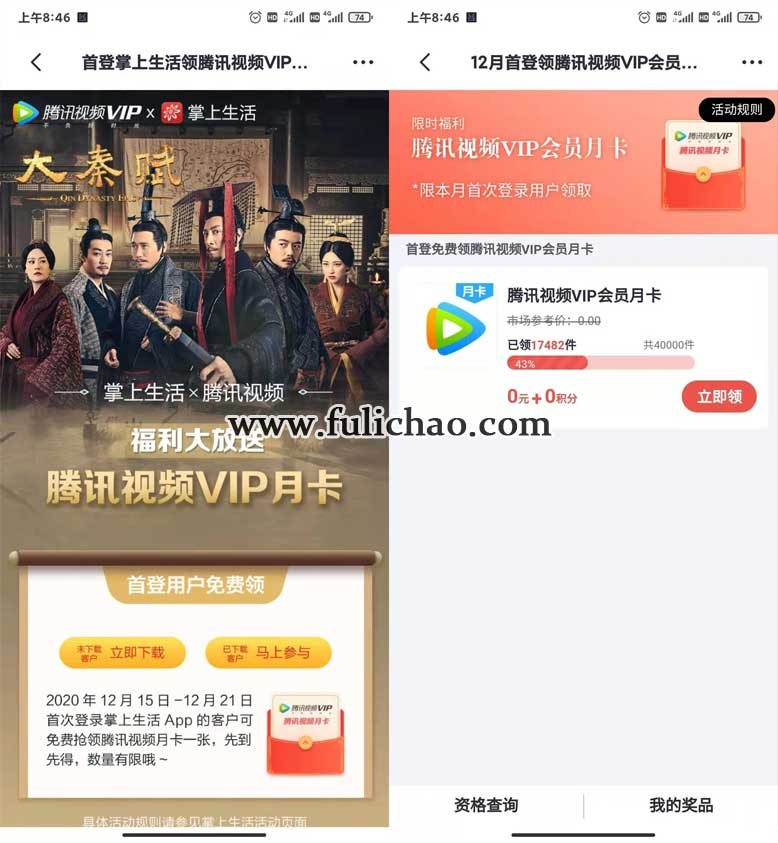 上午8:46
HD 4G HD 4G 74
首登掌上生活领腾讯视频VIP...
腾讯视频VIP x 掌上生活
不负好时光
大秦赋
QIN DYNASTY EPIC
掌上生活×腾讯视频
福利大放送
腾讯视频VIP月卡
首登用户免费领
未下载客户 立即下载
已下载客户 马上参与
2020 年 12 月 15 日 –12 月 21 日
首次登录掌上生活 App 的客户可
免费抢领腾讯视频月卡一张，先到
先得，数量有限哦 ~
腾讯视频VIP
腾讯视频月卡
具体活动规则请参见掌上生活活动页面
上午8:46
HD 4G HD 4G 74
12月首登领腾讯视频VIP会员...
活动规则
限时福利
腾讯视频VIP会员月卡
*限本月首次登录用户领取
腾讯视频VIP
腾讯视频月卡
首登免费领腾讯视频VIP会员月卡
月卡
腾讯视频VIP会员月卡
市场参考价：0.00
已领17482件
共40000件
43%
0元+0积分
立即领
资格查询
我的奖品
www.fulichao.com